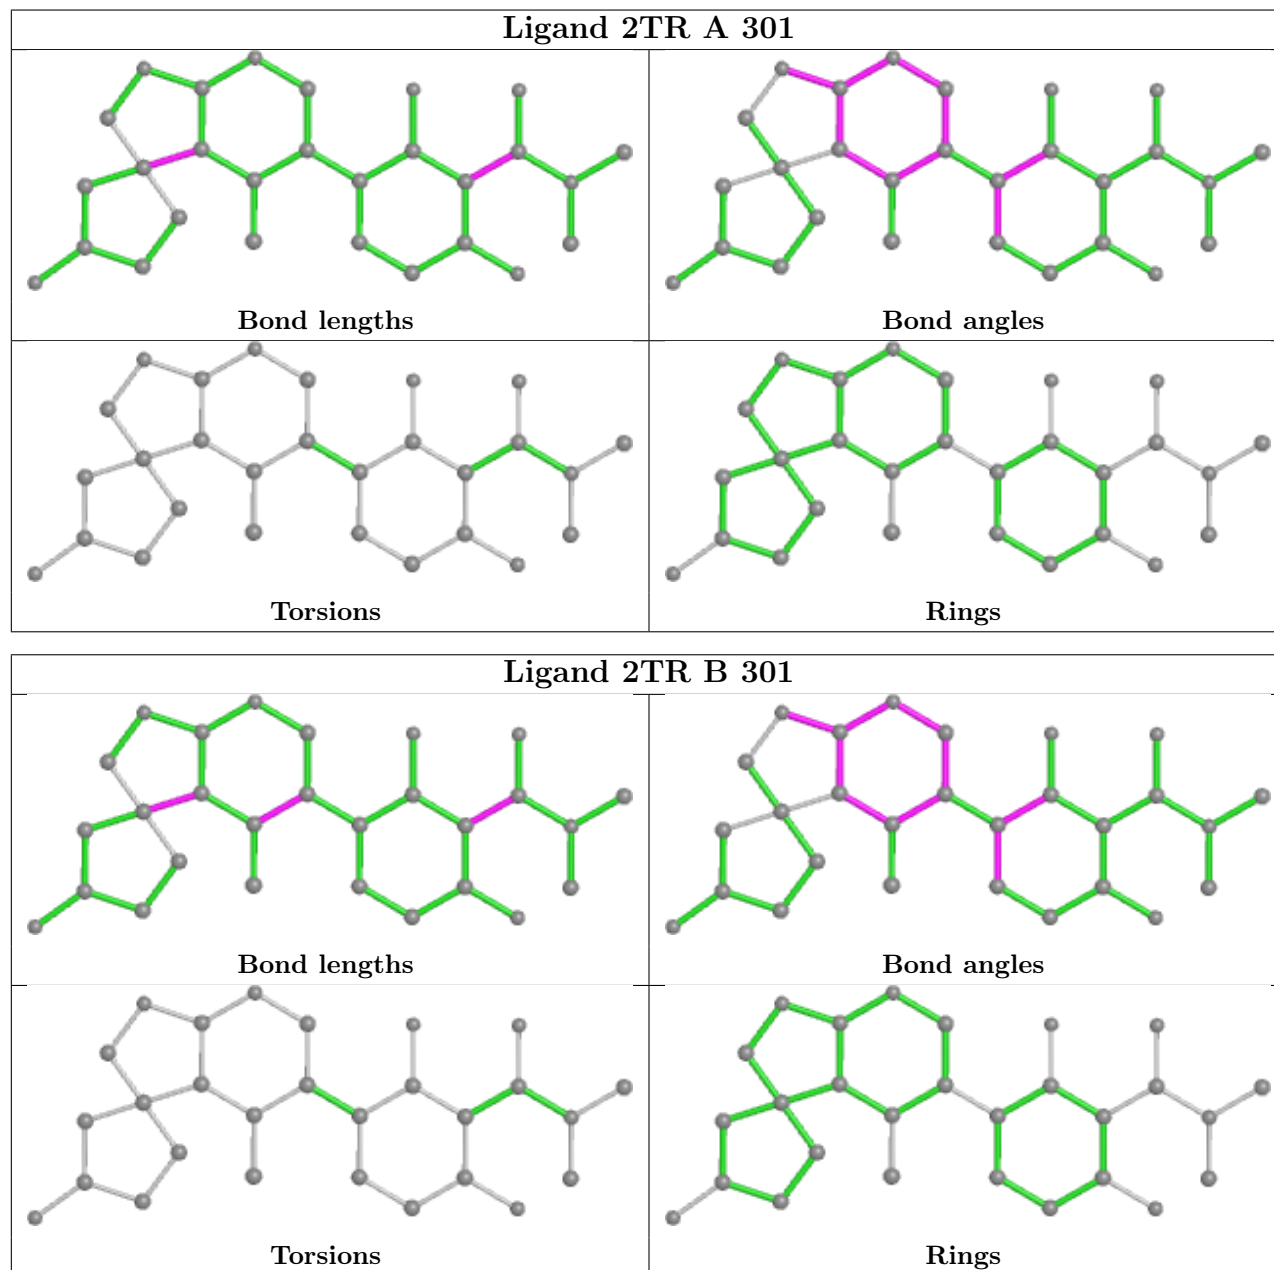 Ligand 2TR A 301
Bond lengths
Bond angles
Torsions
Rings
Ligand 2TR B 301
Bond lengths
Bond angles
Torsions
Rings